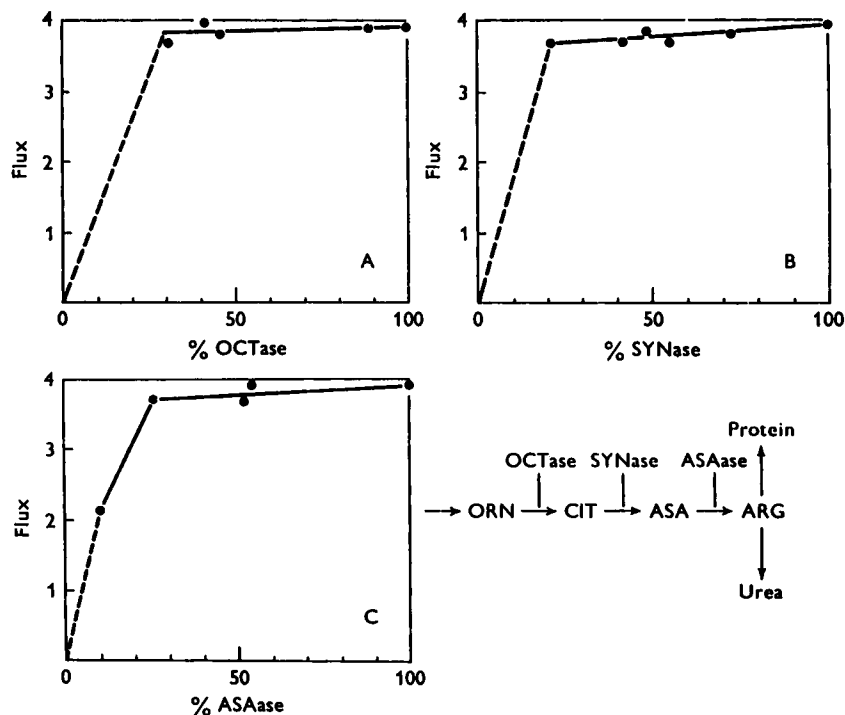 4
3
2
1
Flux
A
0
50
100
% OCTase
4
3
2
1
Flux
B
0
50
100
% SYNase
4
3
2
1
Flux
C
0
50
100
% ASAase
Protein
OCTase SYNase ASAase
ORN CIT ASA ARG
Urea